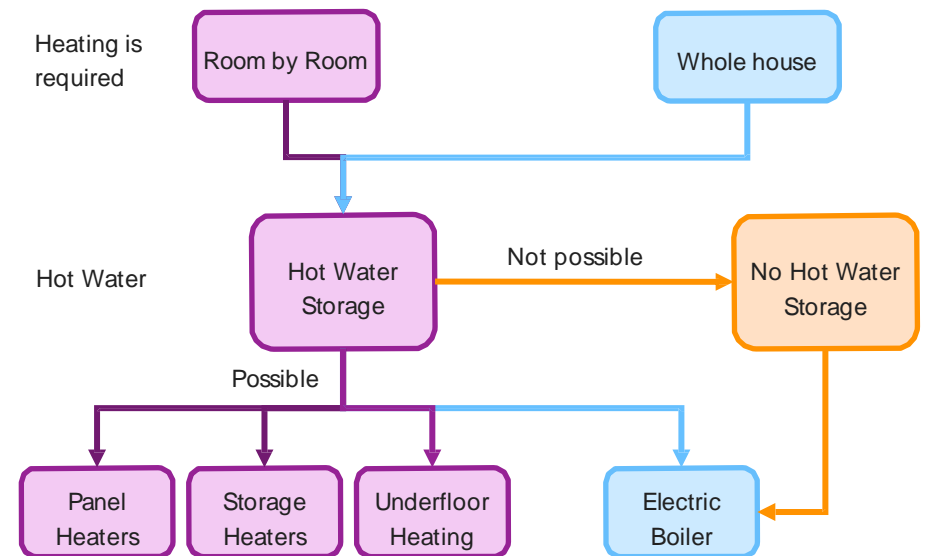 Heating is
required
Room by Room
Whole house
Hot Water
Hot Water
Storage
Not possible
No Hot Water
Storage
Possible
Panel
Heaters
Storage
Heaters
Underfloor
Heating
Electric
Boiler